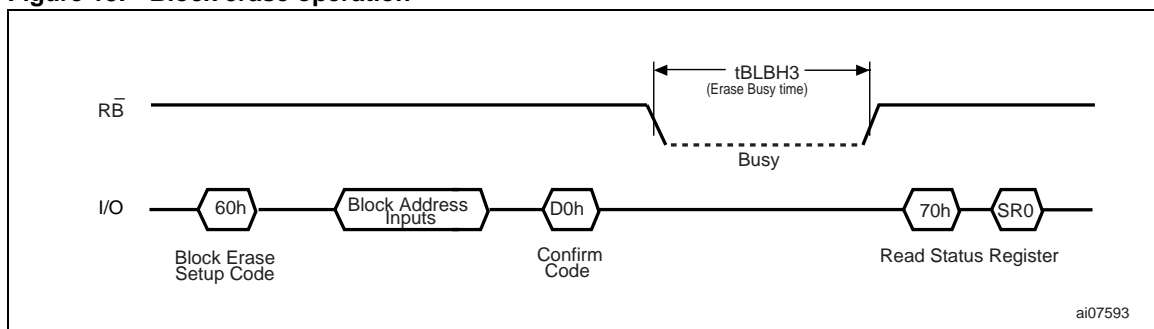 Figure 15. Block erase operation
tBLBH3
(Erase Busy time)
RB̅
Busy
I/O
60h
Block Address
Inputs
D0h
70h
SR0
Block Erase
Setup Code
Confirm
Code
Read Status Register
ai07593